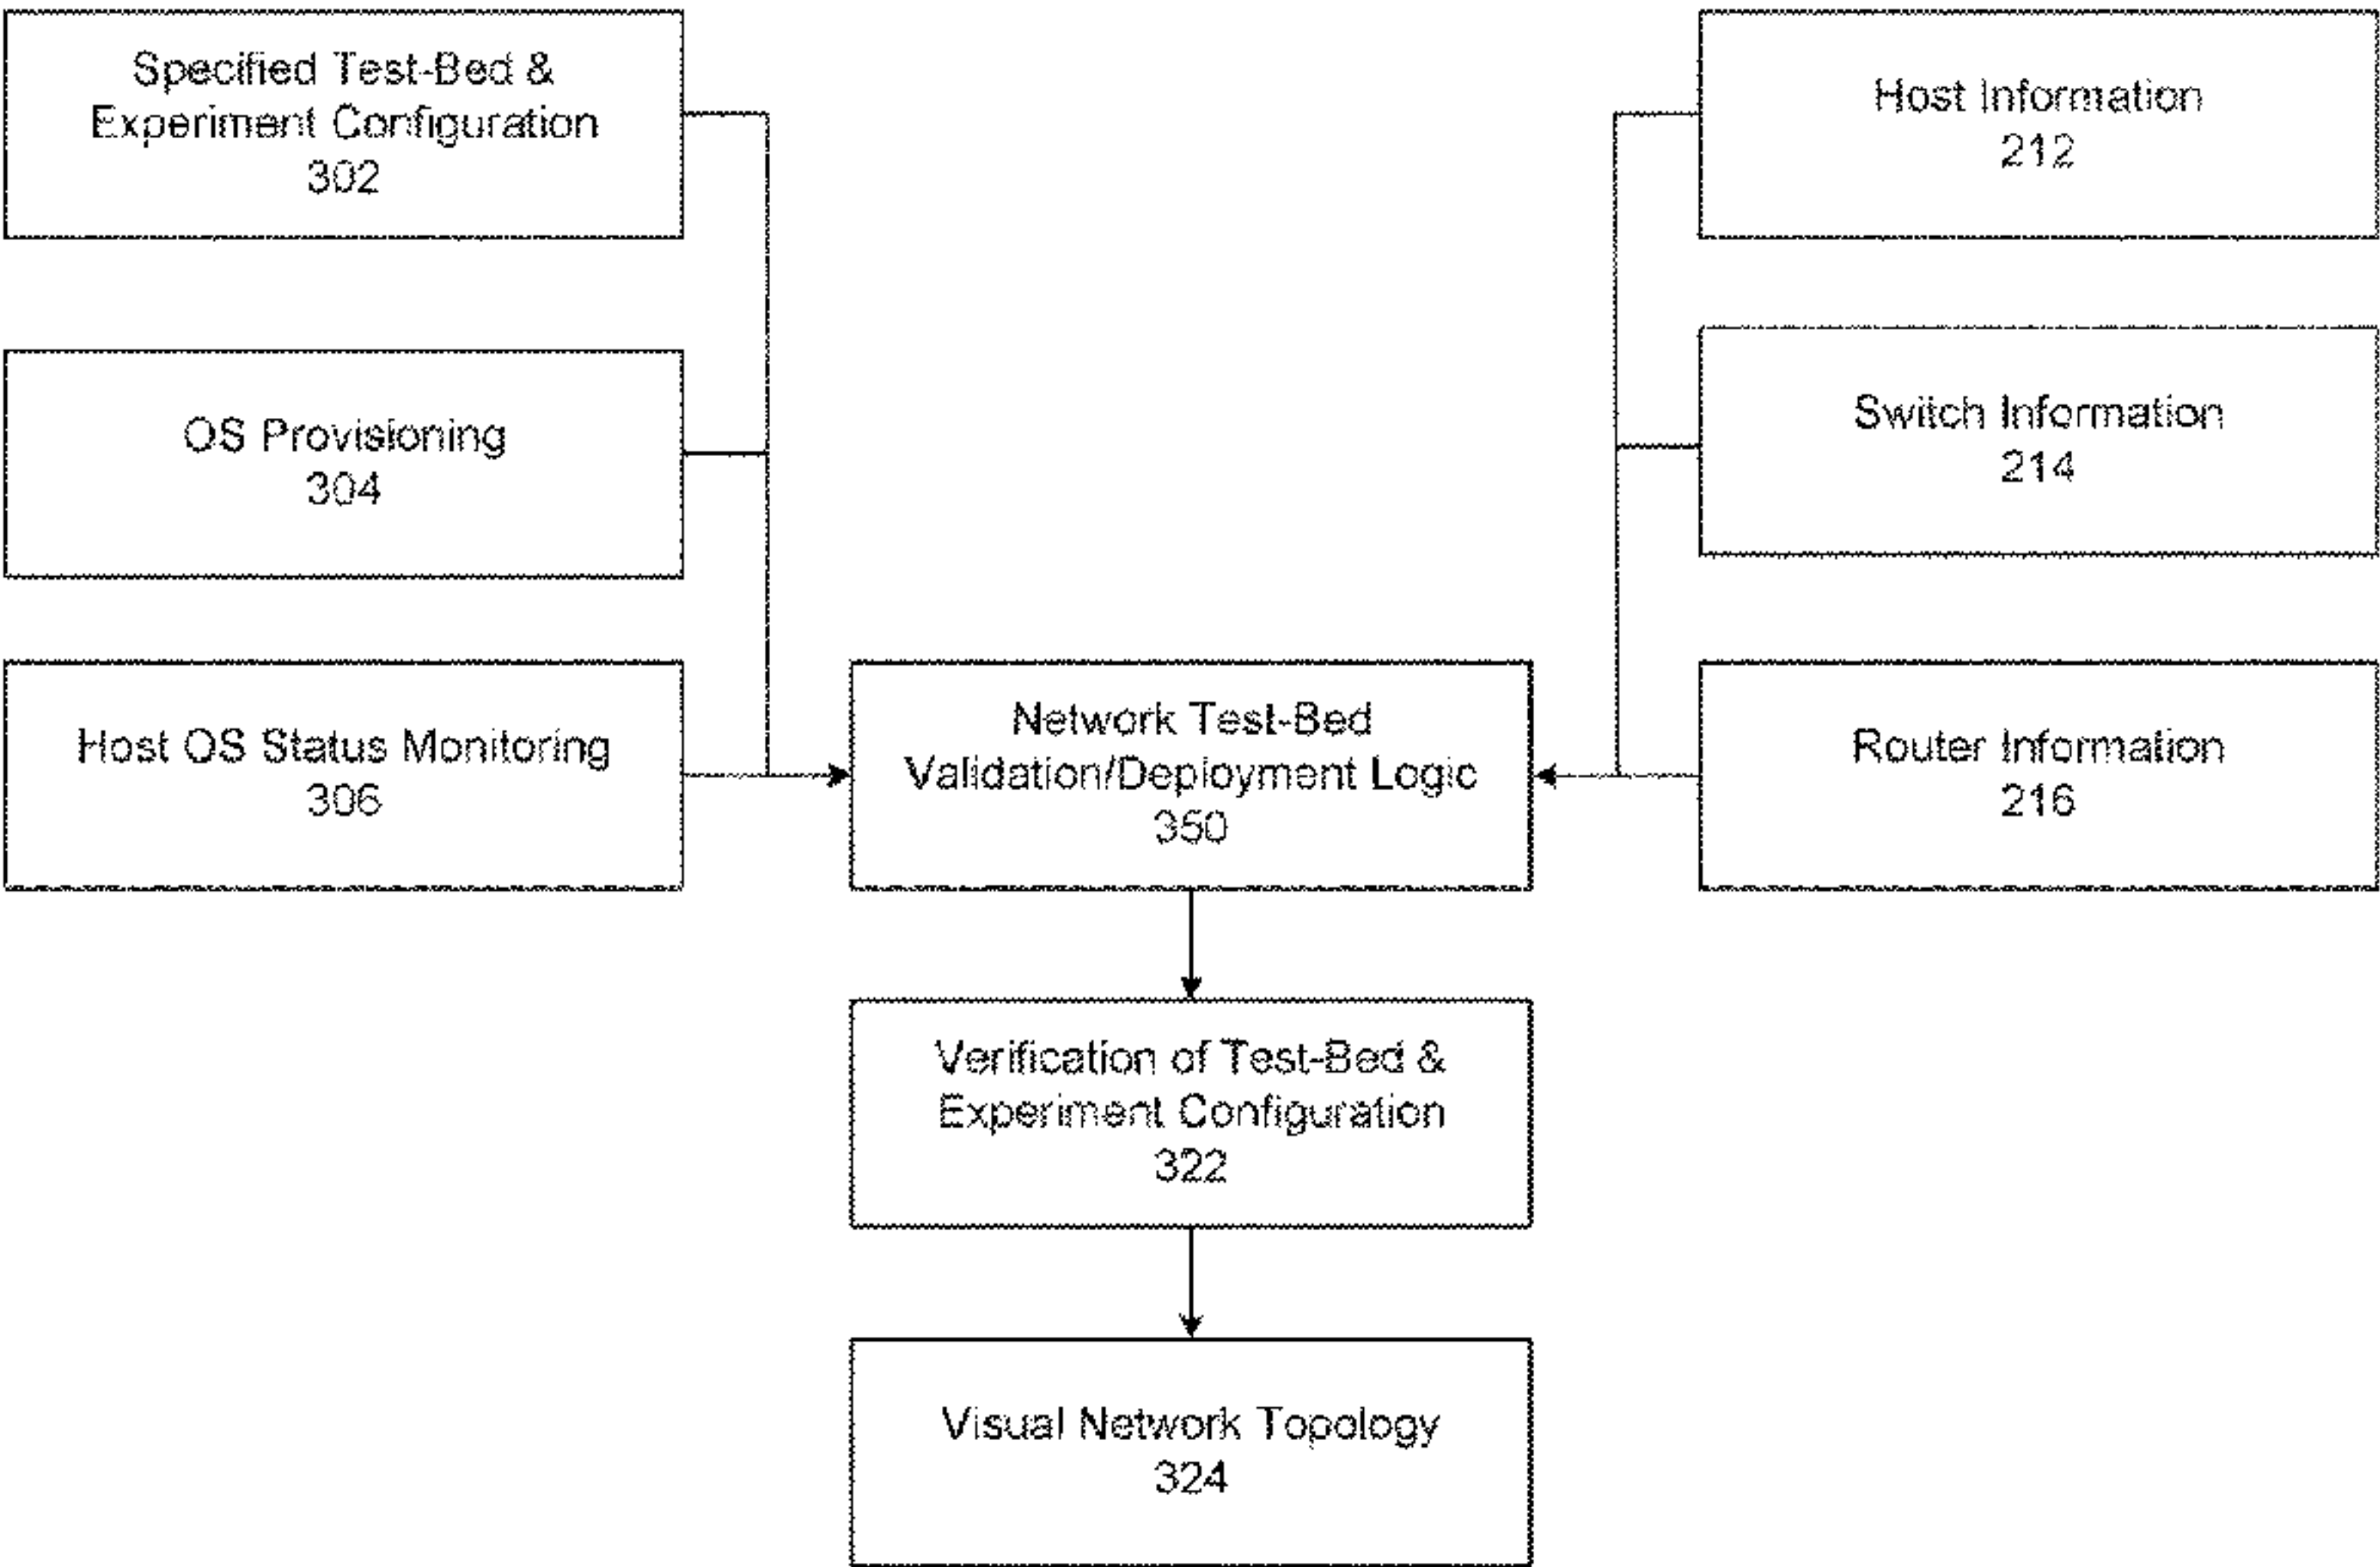 Specified Test-Bed &
Experiment Configuration
302
Host Information
212
OS Provisioning
304
Switch Information
214
Host OS Status Monitoring
306
Network Test-Bed
Validation/Deployment Logic
350
Router Information
216
Verification of Test-Bed &
Experiment Configuration
322
Visual Network Topology
324